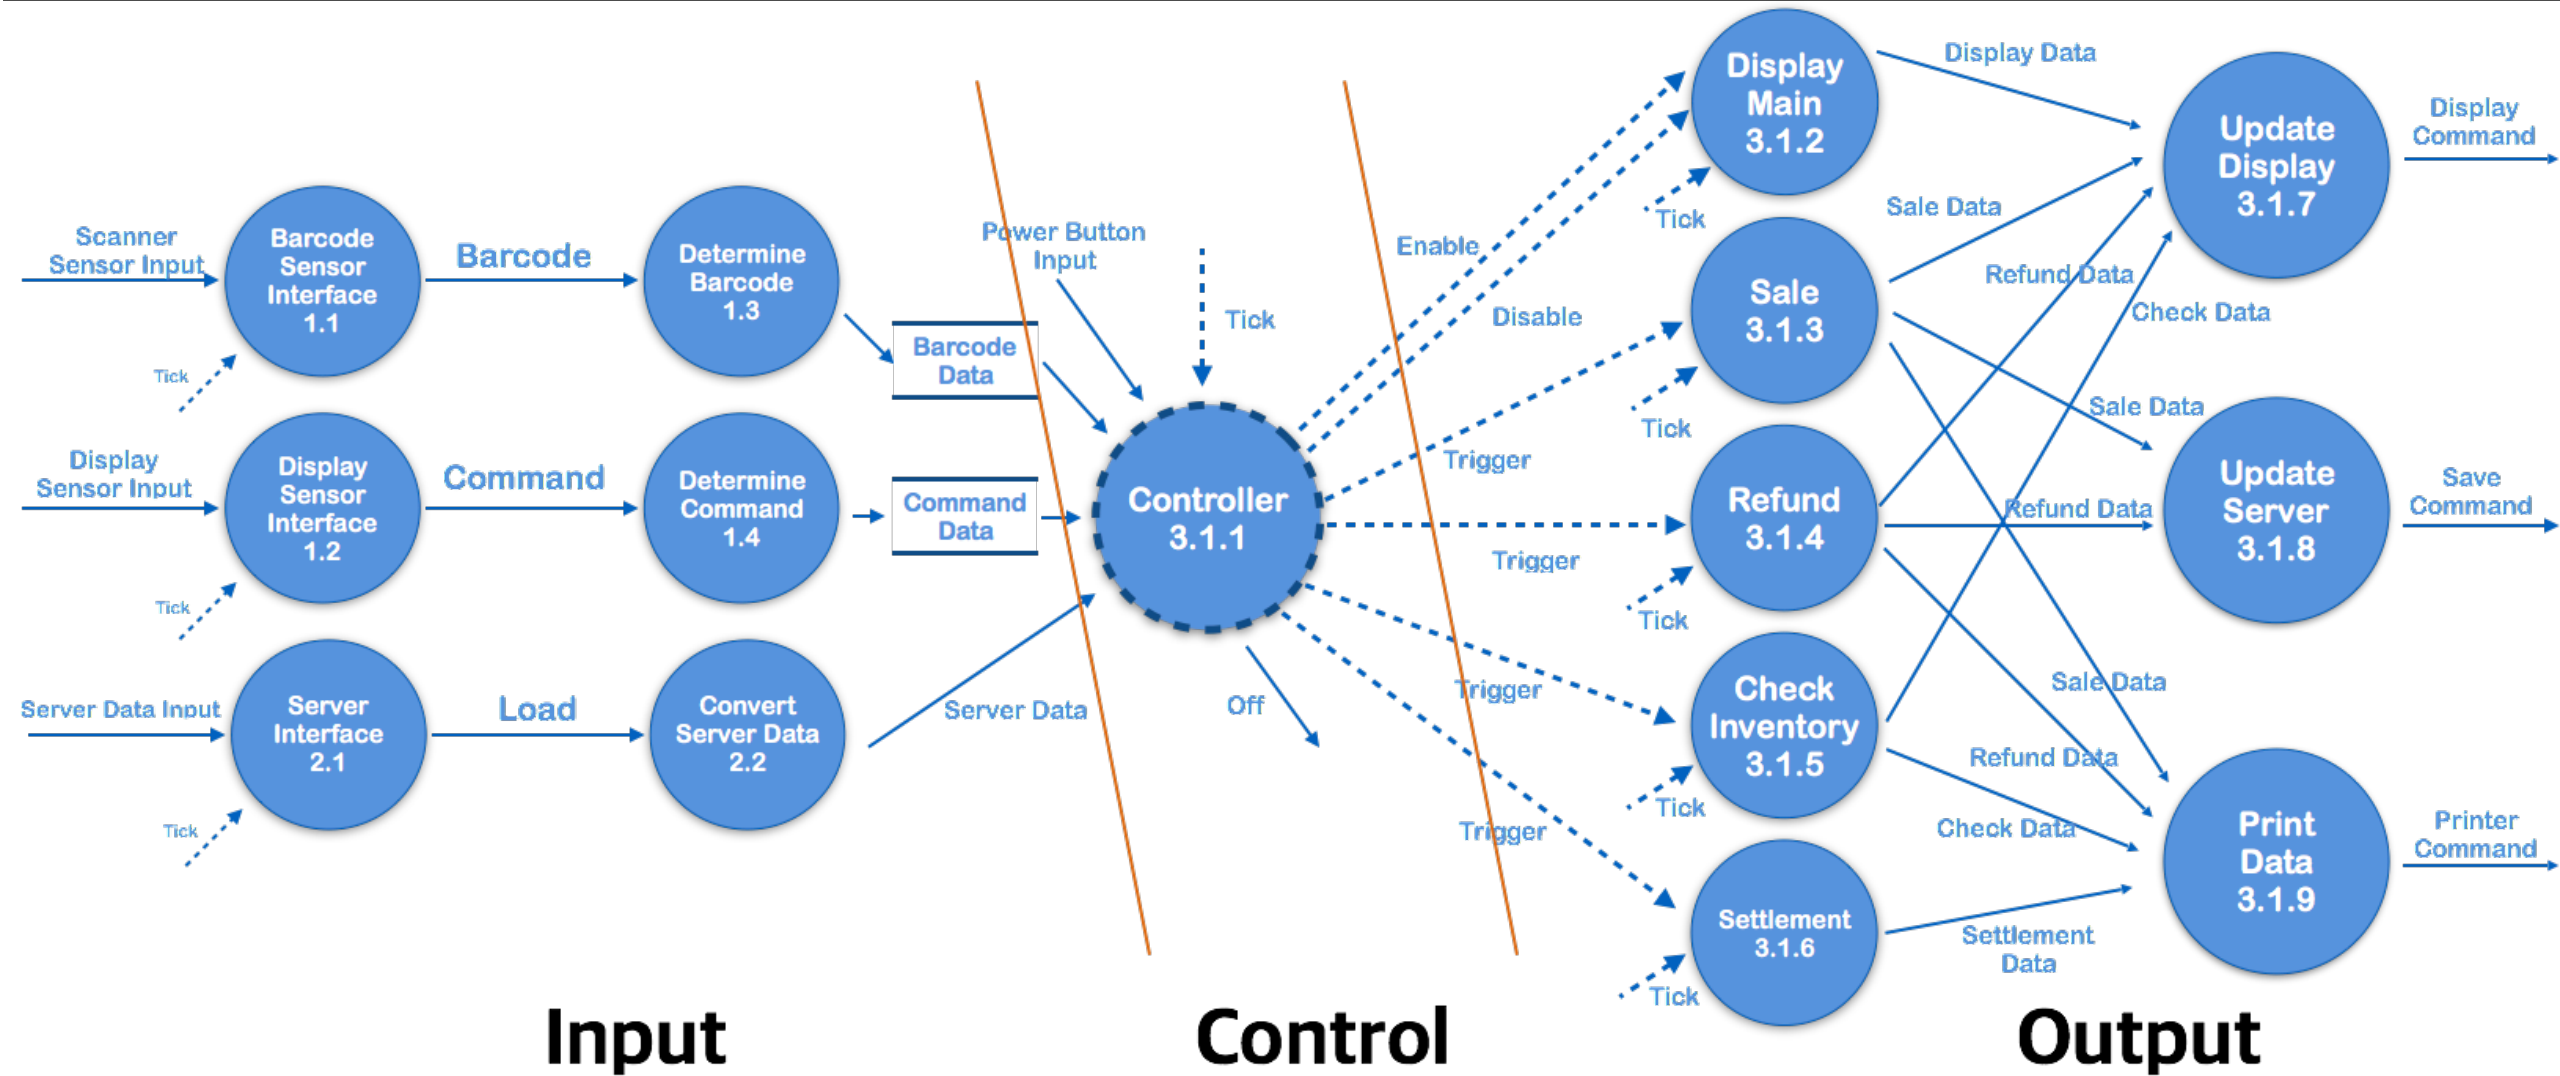 Scanner
Sensor Input
Barcode
Sensor
Interface
1.1
Tick
Barcode
Determine
Barcode
1.3
Barcode
Data
Display
Sensor Input
Display
Sensor
Interface
1.2
Tick
Command
Determine
Command
1.4
Command
Data
Server Data Input
Server
Interface
2.1
Tick
Load
Convert
Server Data
2.2
Server Data
Input
Power Button
Input
Tick
Controller
3.1.1
Off
Control
Enable
Disable
Trigger
Trigger
Trigger
Trigger
Display
Main
3.1.2
Tick
Sale
3.1.3
Tick
Refund
3.1.4
Tick
Check
Inventory
3.1.5
Tick
Settlement
3.1.6
Tick
Display Data
Sale Data
Refund Data
Check Data
Sale Data
Refund Data
Sale Data
Refund Data
Check Data
Settlement
Data
Update
Display
3.1.7
Display
Command
Update
Server
3.1.8
Save
Command
Print
Data
3.1.9
Printer
Command
Output